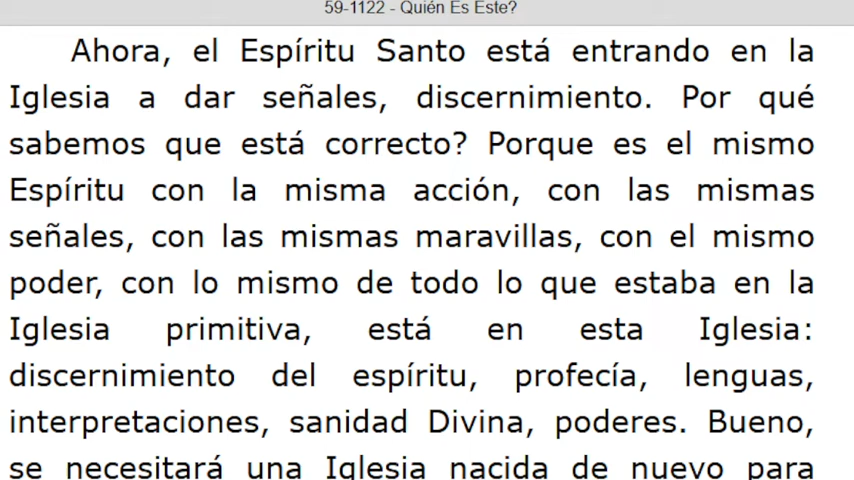 59-1122 - Quién Es Este?
Ahora, el Espíritu Santo está entrando en la
Iglesia a dar señales, discernimiento. Por qué
sabemos que está correcto? Porque es el mismo
Espíritu con la misma acción, con las mismas
señales, con las mismas maravillas, con el mismo
poder, con lo mismo de todo lo que estaba en la
Iglesia primitiva, está en esta Iglesia:
discernimiento del espíritu, profecía, lenguas,
interpretaciones, sanidad Divina, poderes. Bueno,
se necesitará una Iglesia nacida de nuevo para